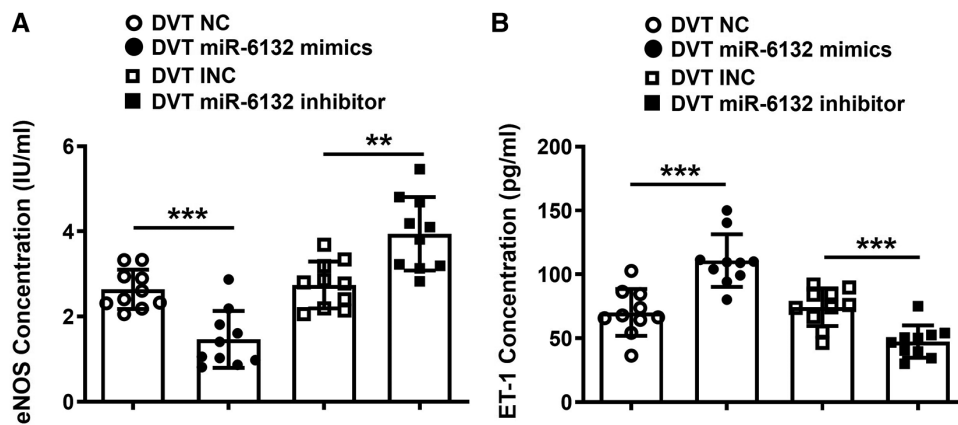 A
DVT NC
DVT miR-6132 mimics
DVT INC
DVT miR-6132 inhibitor
eNOS Concentration (IU/ml)
6
4
2
0
***
**
B
DVT NC
DVT miR-6132 mimics
DVT INC
DVT miR-6132 inhibitor
ET-1 Concentration (pg/ml)
200
150
100
50
0
***
***